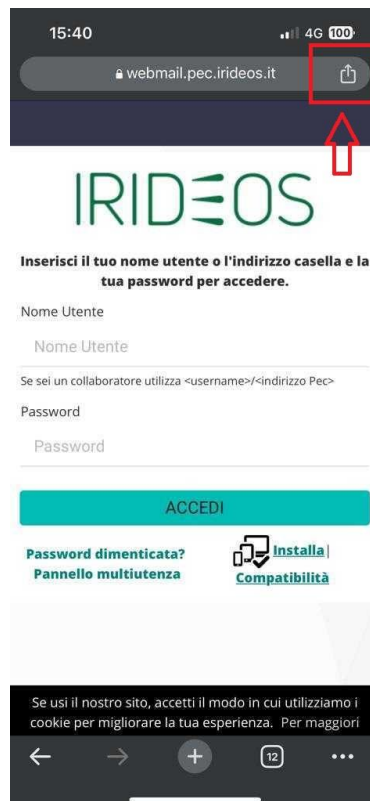 15:40
4G 100
webmail.pec.irideos.it
IRIDEOS
Inserisci il tuo nome utente o l'indirizzo casella e la
tua password per accedere.
Nome Utente
Nome Utente
Se sei un collaboratore utilizza <username>/<indirizzo Pec>
Password
Password
ACCEDI
Password dimenticata?
Pannello multiutenza
Installa|
Compatibilità
Se usi il nostro sito, accetti il modo in cui utilizziamo i
cookie per migliorare la tua esperienza. Per maggiori
12